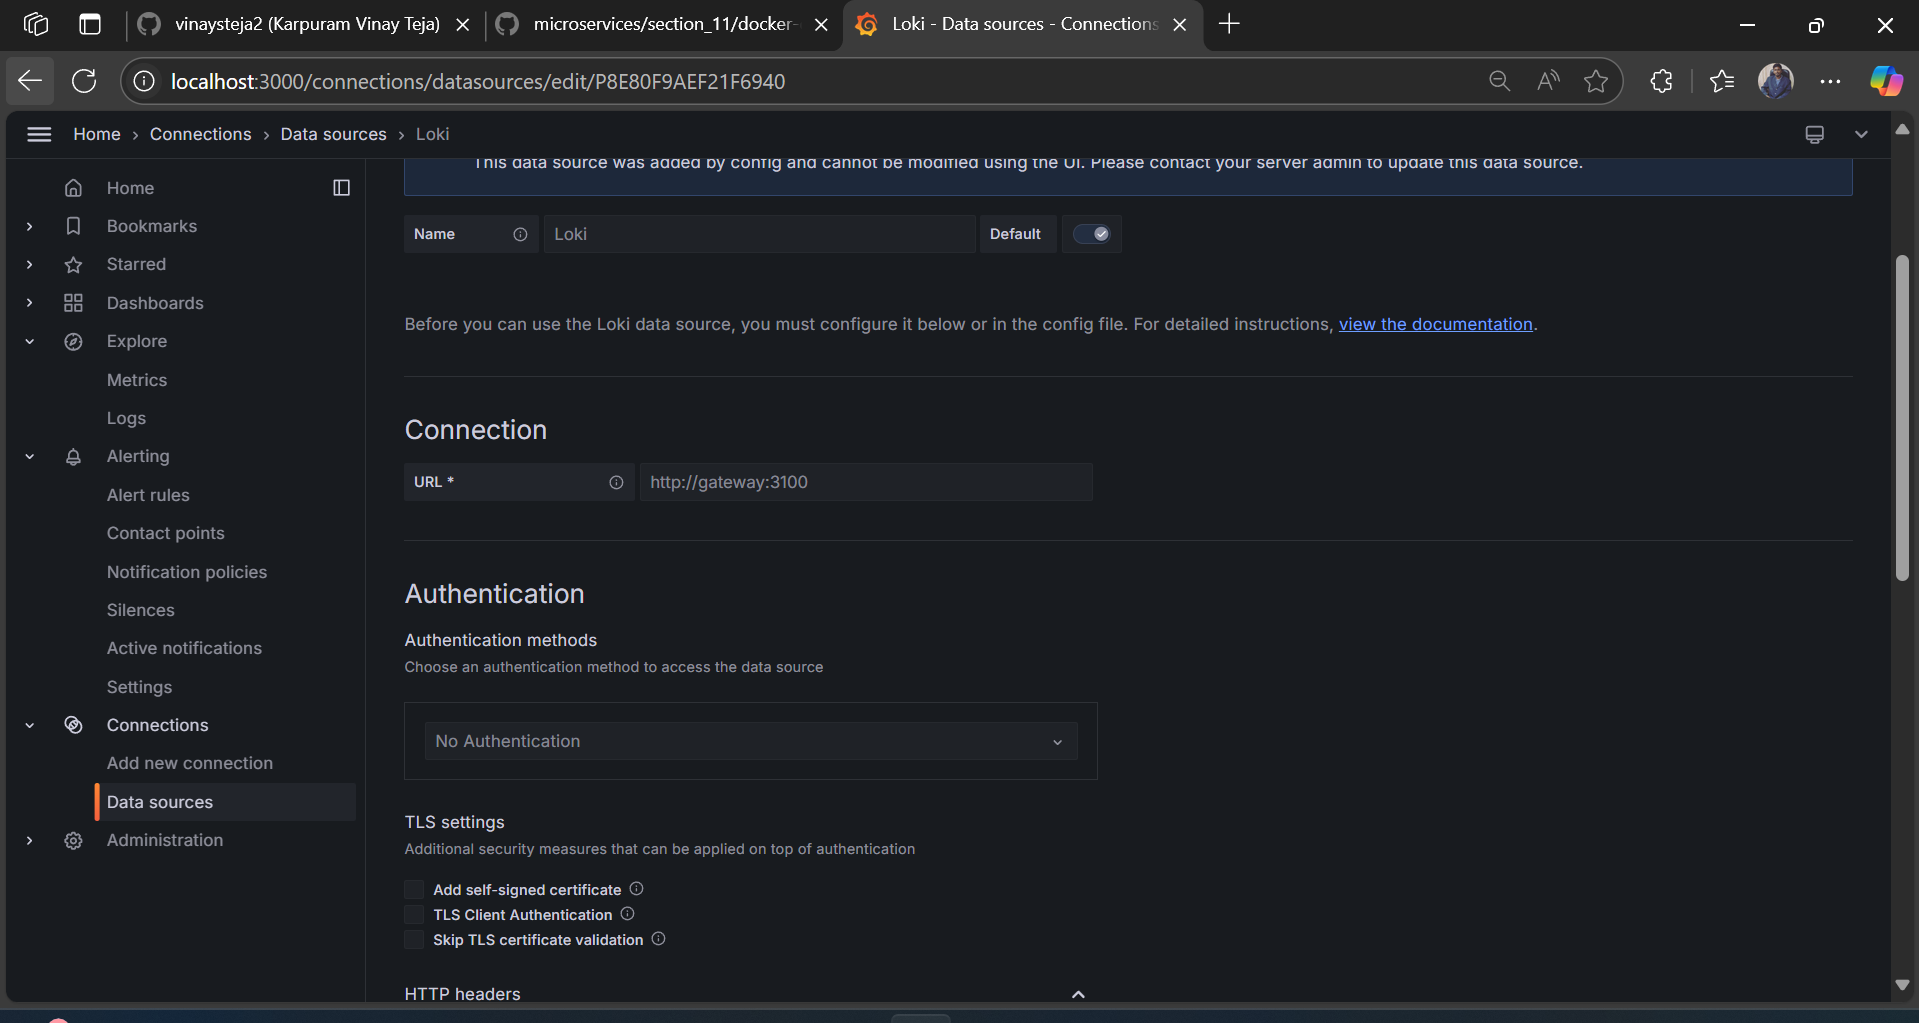 vinaysteja2 (Karpuram Vinay Teja)
microservices/section_11/docker-
Loki - Data sources - Connections
localhost:3000/connections/datasources/edit/P8E80F9AEF21F6940
Home › Connections › Data sources › Loki
Home
Bookmarks
Starred
Dashboards
Explore
Metrics
Logs
Alerting
Alert rules
Contact points
Notification policies
Silences
Active notifications
Settings
Connections
Add new connection
Data sources
Administration
This data source was added by config and cannot be modified using the UI. Please contact your server admin to update this data source.
Name Loki Default
Before you can use the Loki data source, you must configure it below or in the config file. For detailed instructions, view the documentation.
Connection
URL * http://gateway:3100
Authentication
Authentication methods
Choose an authentication method to access the data source
No Authentication
TLS settings
Additional security measures that can be applied on top of authentication
Add self-signed certificate
TLS Client Authentication
Skip TLS certificate validation
HTTP headers